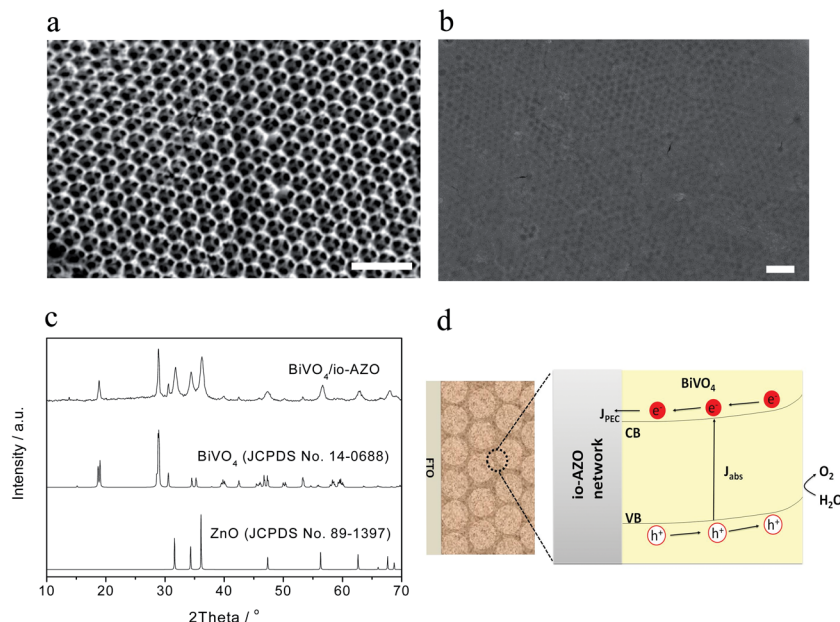 a
b
c
BiVO4/io-AZO
BiVO4 (JCPDS No. 14-0688)
ZnO (JCPDS No. 89-1397)
Intensity / a.u.
10 20 30 40 50 60 70
2Theta / °
d
FTO
io-AZO
network
BiVO4
e- e- e-
JPEC
CB
Jabs
O2
H2O
VB
h+ h+ h+